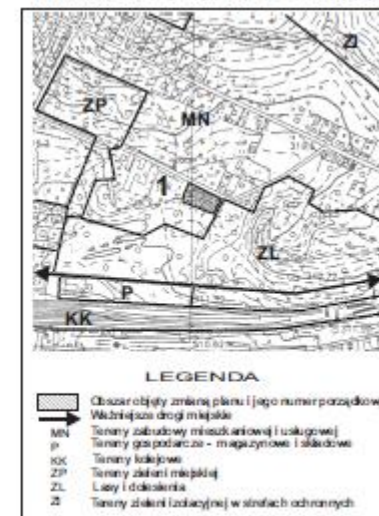 ZI
ZP
MN
1
ZL
P
KK
LEGENDA
Obszar objęty zmianą planu i jego numer porządkow
Ważniejsze drogi miejskie
MN Tereny zabudowy mieszkaniowej i usługowej
P Tereny gospodarcze - magazynowe i składowe
KK Tereny kolejowe
ZP Tereny zieleni miejskiej
ZL Lasy i dolesienia
ZI Tereny zieleni izolacyjnej w strefach ochronnych